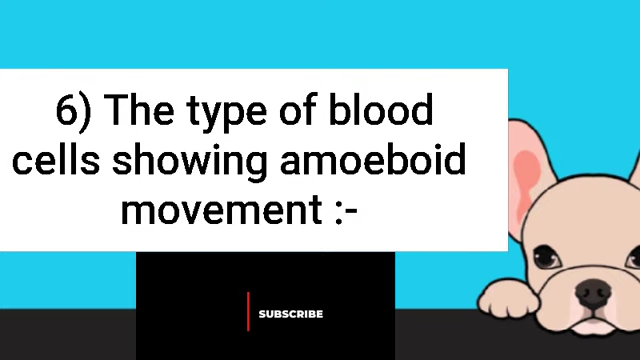 6) The type of blood
cells showing amoeboid
movement :-
SUBSCRIBE